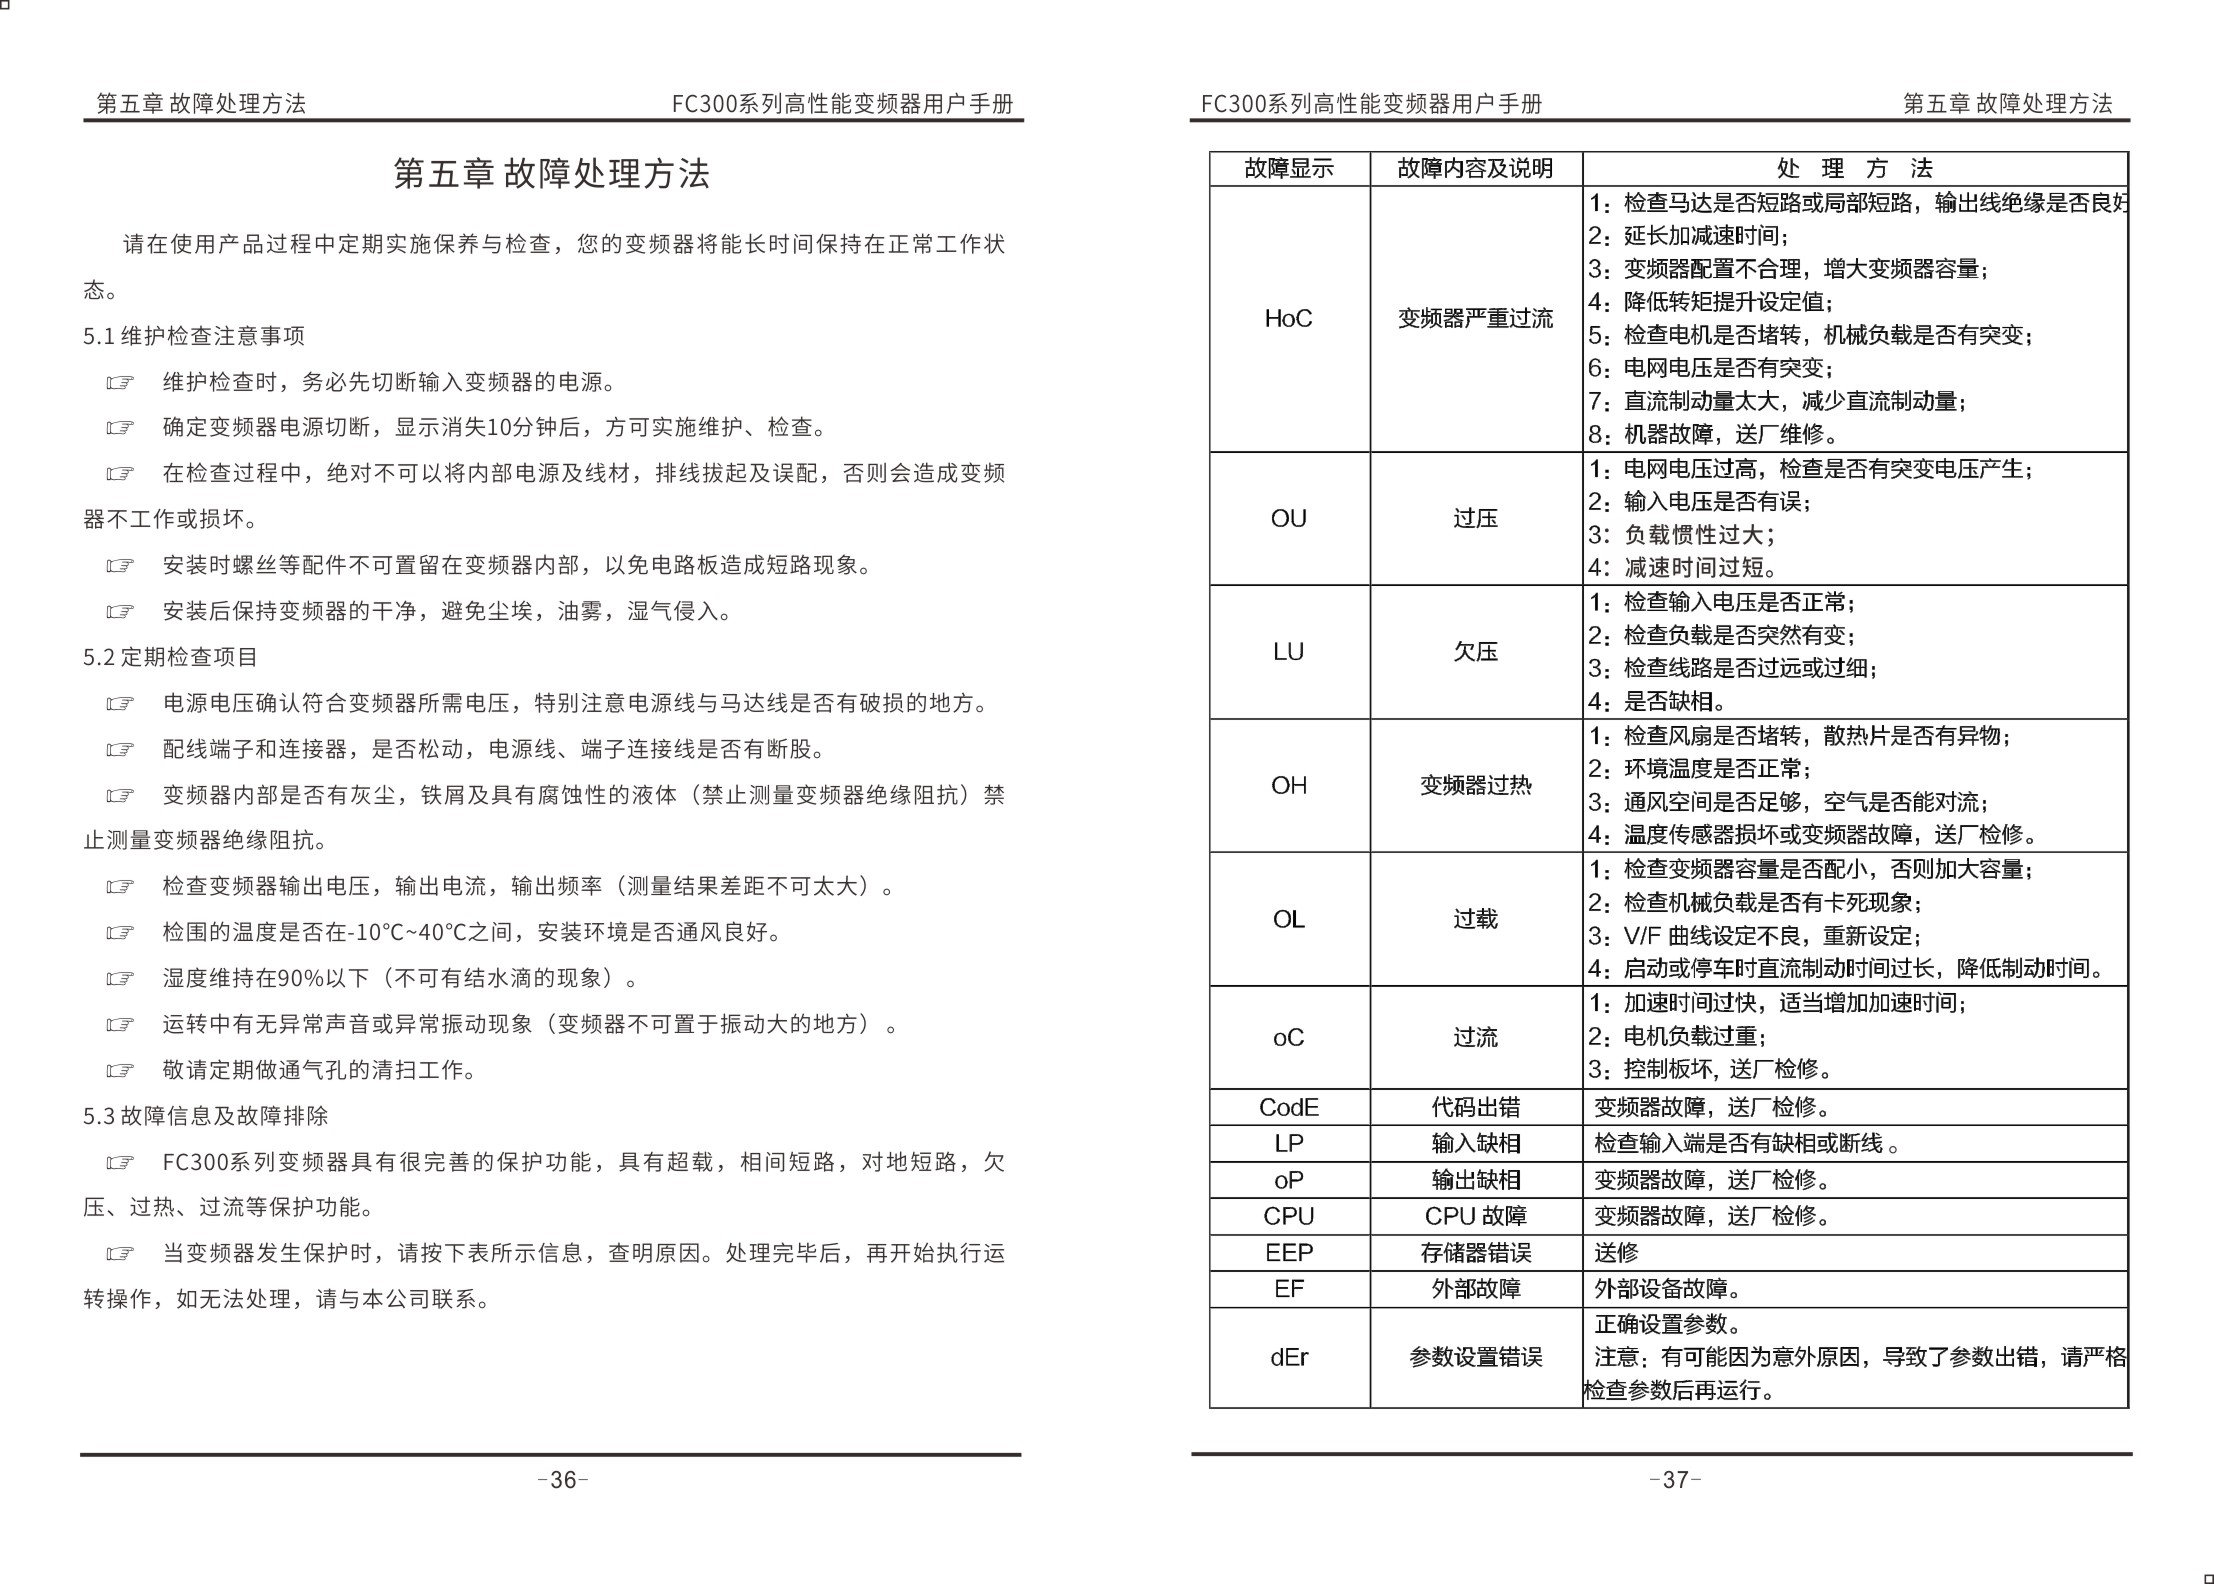 第五章 故障处理方法 FC300系列高性能变频器用户手册
第五章 故障处理方法
请在使用产品过程中定期实施保养与检查，您的变频器将能长时间保持在正常工作状
态。
5.1 维护检查注意事项
☞ 维护检查时，务必先切断输入变频器的电源。
☞ 确定变频器电源切断，显示消失10分钟后，方可实施维护、检查。
☞ 在检查过程中，绝对不可以将内部电源及线材，排线拔起及误配，否则会造成变频
器不工作或损坏。
☞ 安装时螺丝等配件不可置留在变频器内部，以免电路板造成短路现象。
☞ 安装后保持变频器的干净，避免尘埃，油雾，湿气侵入。
5.2 定期检查项目
☞ 电源电压确认符合变频器所需电压，特别注意电源线与马达线是否有破损的地方。
☞ 配线端子和连接器，是否松动，电源线、端子连接线是否有断股。
☞ 变频器内部是否有灰尘，铁屑及具有腐蚀性的液体（禁止测量变频器绝缘阻抗）禁
止测量变频器绝缘阻抗。
☞ 检查变频器输出电压，输出电流，输出频率（测量结果差距不可太大）。
☞ 检围的温度是否在-10℃~40℃之间，安装环境是否通风良好。
☞ 湿度维持在90%以下（不可有结水滴的现象）。
☞ 运转中有无异常声音或异常振动现象（变频器不可置于振动大的地方）。
☞ 敬请定期做通气孔的清扫工作。
5.3 故障信息及故障排除
☞ FC300系列变频器具有很完善的保护功能，具有超载，相间短路，对地短路，欠
压、过热、过流等保护功能。
☞ 当变频器发生保护时，请按下表所示信息，查明原因。处理完毕后，再开始执行运
转操作，如无法处理，请与本公司联系。
-36-
FC300系列高性能变频器用户手册 第五章 故障处理方法
故障显示 故障内容及说明 处 理 方 法
HoC 变频器严重过流
1：检查马达是否短路或局部短路，输出线绝缘是否良好
2：延长加减速时间；
3：变频器配置不合理，增大变频器容量；
4：降低转矩提升设定值；
5：检查电机是否堵转，机械负载是否有突变；
6：电网电压是否有突变；
7：直流制动量太大，减少直流制动量；
8：机器故障，送厂维修。
OU 过压
1：电网电压过高，检查是否有突变电压产生；
2：输入电压是否有误；
3：负载惯性过大；
4：减速时间过短。
LU 欠压
1：检查输入电压是否正常；
2：检查负载是否突然有变；
3：检查线路是否过远或过细；
4：是否缺相。
OH 变频器过热
1：检查风扇是否堵转，散热片是否有异物；
2：环境温度是否正常；
3：通风空间是否足够，空气是否能对流；
4：温度传感器损坏或变频器故障，送厂检修。
OL 过载
1：检查变频器容量是否配小，否则加大容量；
2：检查机械负载是否有卡死现象；
3：V/F 曲线设定不良，重新设定；
4：启动或停车时直流制动时间过长，降低制动时间。
oC 过流
1：加速时间过快，适当增加加速时间；
2：电机负载过重；
3：控制板坏, 送厂检修。
CodE 代码出错 变频器故障，送厂检修。
LP 输入缺相 检查输入端是否有缺相或断线。
oP 输出缺相 变频器故障，送厂检修。
CPU CPU 故障 变频器故障，送厂检修。
EEP 存储器错误 送修
EF 外部故障 外部设备故障。
dEr 参数设置错误
正确设置参数。
注意：有可能因为意外原因，导致了参数出错，请严格
检查参数后再运行。
-37-